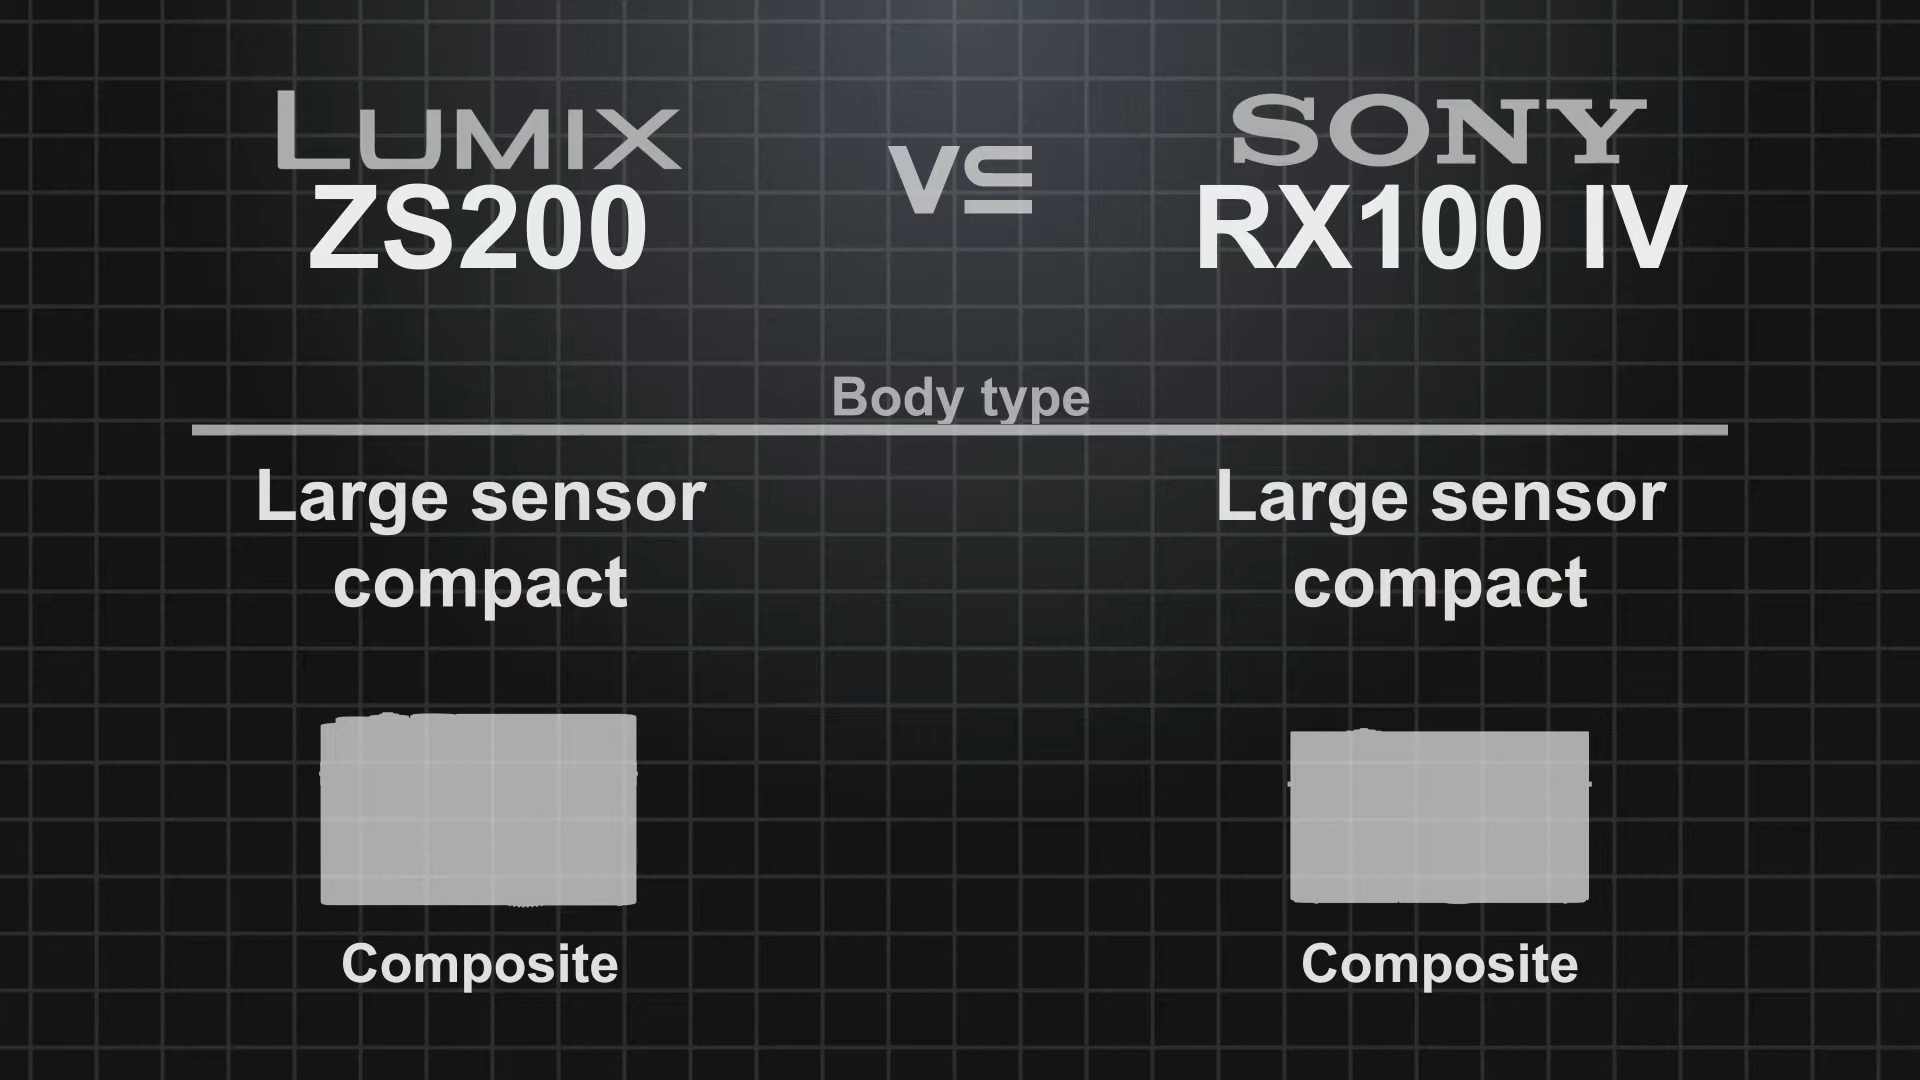 LUMIX
ZS200
VS
SONY
RX100 IV
Body type
Large sensor
compact
Large sensor
compact
Composite
Composite